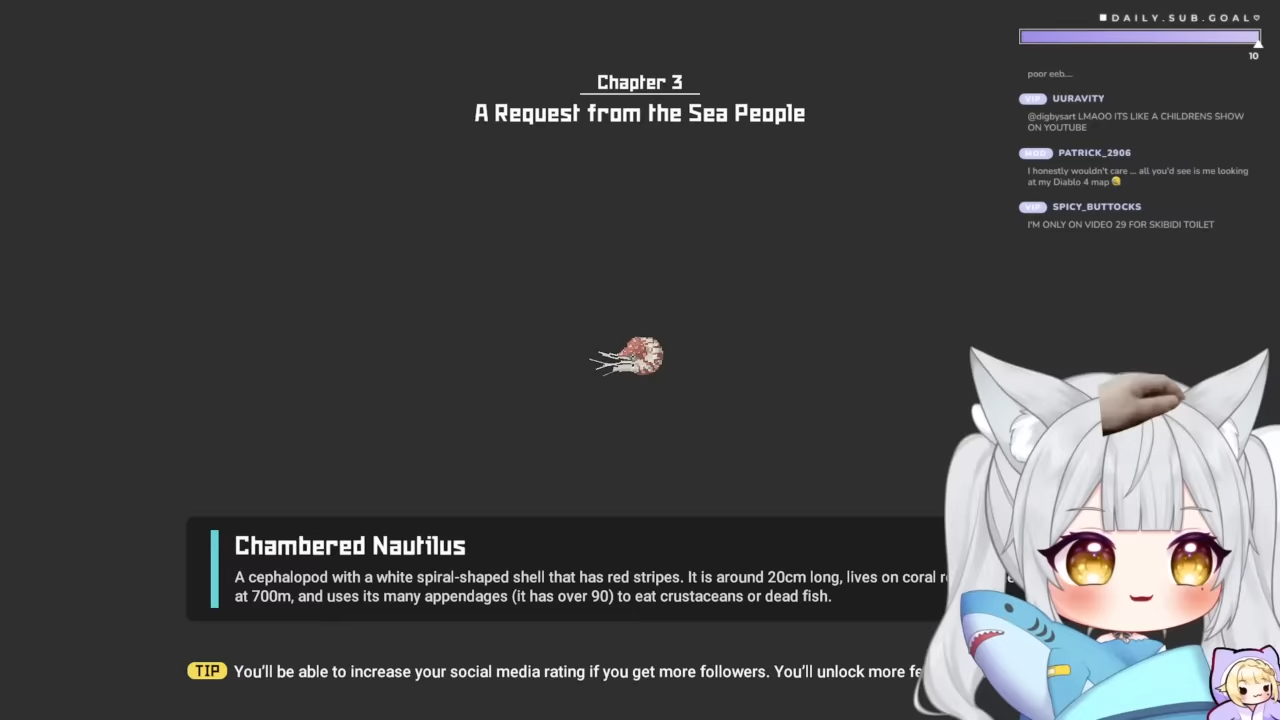 DAILY.SUB.GOAL♡
10
Chapter 3
A Request from the Sea People
poor eeb....
VIP UURAVITY
@digbysart LMAOO ITS LIKE A CHILDRENS SHOW
ON YOUTUBE
MOD PATRICK_2906
I honestly wouldn't care ... all you'd see is me looking
at my Diablo 4 map
VIP SPICY_BUTTOCKS
I'M ONLY ON VIDEO 29 FOR SKIBIDI TOILET
Chambered Nautilus
A cephalopod with a white spiral-shaped shell that has red stripes. It is around 20cm long, lives on coral
at 700m, and uses its many appendages (it has over 90) to eat crustaceans or dead fish.
TIP You'll be able to increase your social media rating if you get more followers. You'll unlock more